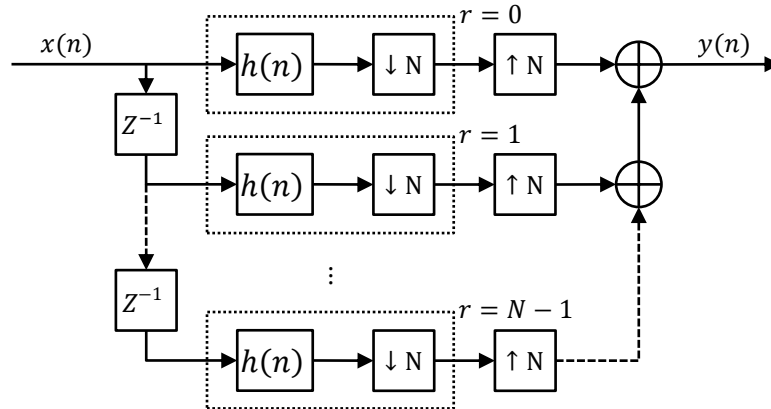 r = 0
x(n) h(n) ↓ N ↑ N y(n)
Z⁻¹
r = 1
h(n) ↓ N ↑ N
Z⁻¹
⋮
r = N − 1
h(n) ↓ N ↑ N